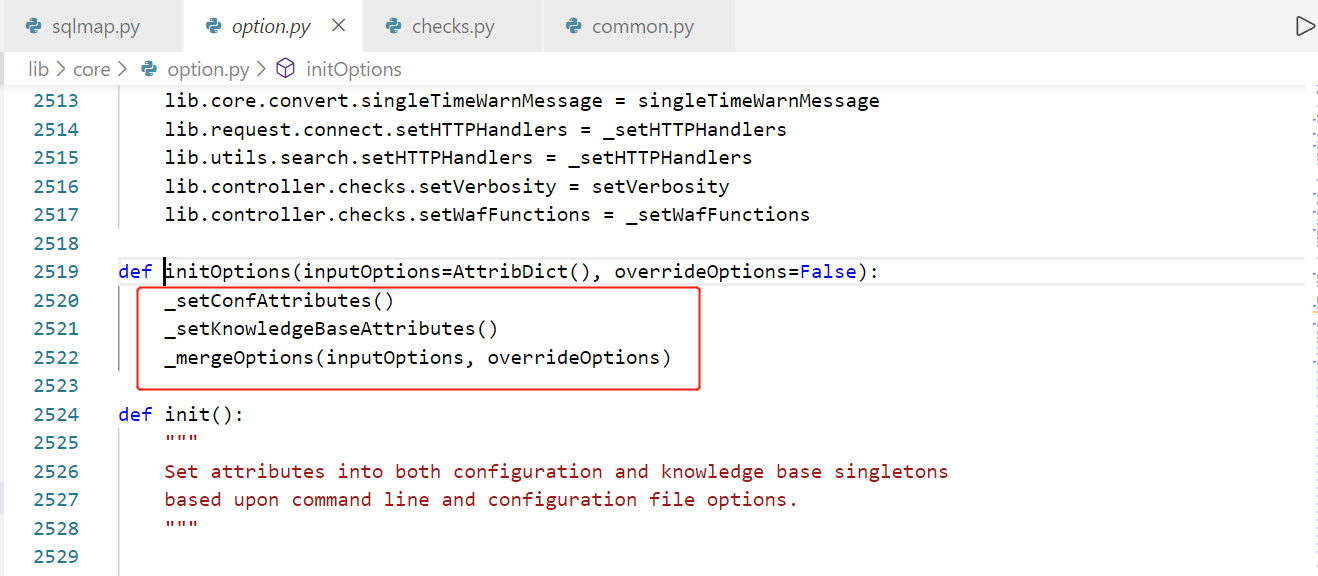 sqlmap.py option.py checks.py common.py
lib > core > option.py > initOptions
2513 lib.core.convert.singleTimeWarnMessage = singleTimeWarnMessage
2514 lib.request.connect.setHTTPHandlers = _setHTTPHandlers
2515 lib.utils.search.setHTTPHandlers = _setHTTPHandlers
2516 lib.controller.checks.setVerbosity = setVerbosity
2517 lib.controller.checks.setWafFunctions = _setWafFunctions
2518
2519 def initOptions(inputOptions=AttribDict(), overrideOptions=False):
2520 _setConfAttributes()
2521 _setKnowledgeBaseAttributes()
2522 _mergeOptions(inputOptions, overrideOptions)
2523
2524 def init():
2525 """
2526 Set attributes into both configuration and knowledge base singletons
2527 based upon command line and configuration file options.
2528 """
2529